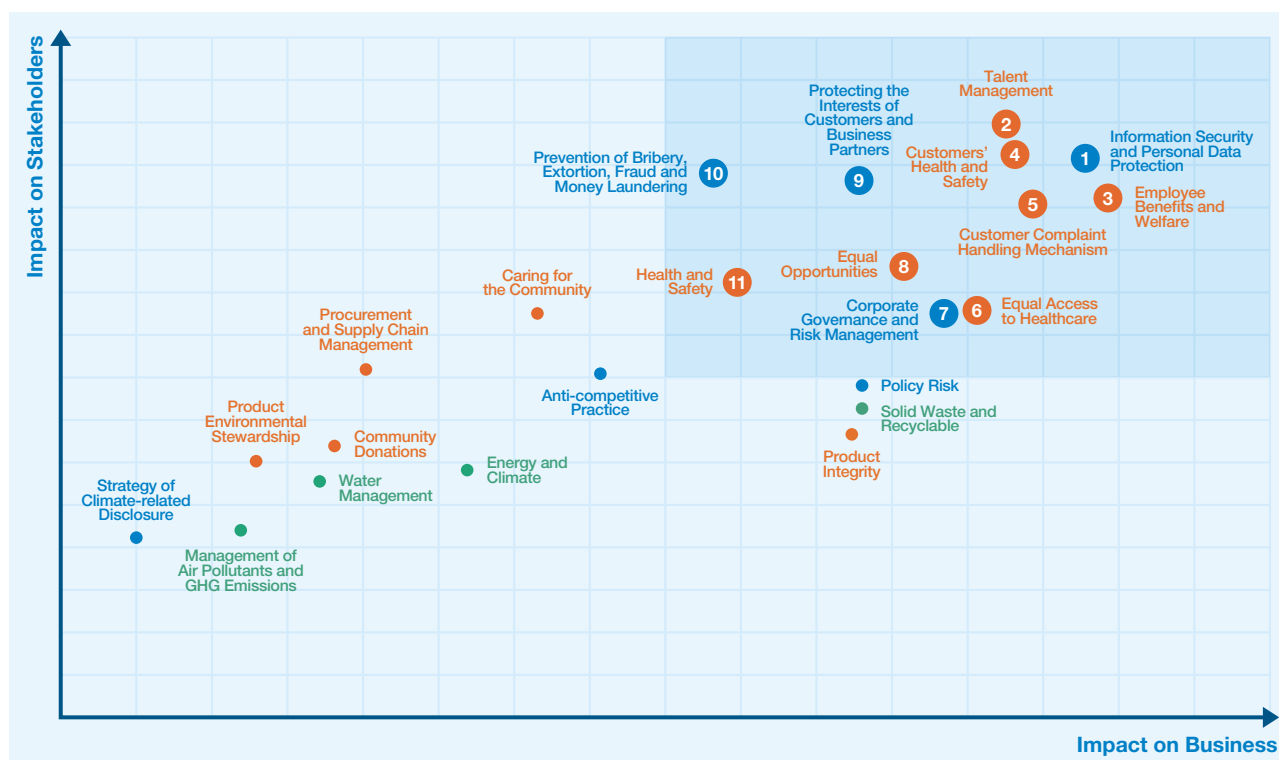 Impact on Stakeholders
Talent
Management
2
Protecting the
Interests of
Customers and
Business
Partners
9
Customers'
Health and
Safety
4
1
Information Security
and Personal Data
Protection
Prevention of Bribery,
Extortion, Fraud and
Money Laundering
10
5
Customer Complaint
Handling Mechanism
3
Employee
Benefits and
Welfare
Equal
Opportunities
8
Health and
Safety
11
Caring for
the Community
Corporate
Governance and
Risk Management
7
6
Equal Access
to Healthcare
Procurement
and Supply Chain
Management
Anti-competitive
Practice
Policy Risk
Solid Waste and
Recyclable
Product
Integrity
Product
Environmental
Stewardship
Community
Donations
Energy and
Climate
Water
Management
Strategy of
Climate-related
Disclosure
Management of
Air Pollutants and
GHG Emissions
Impact on Business